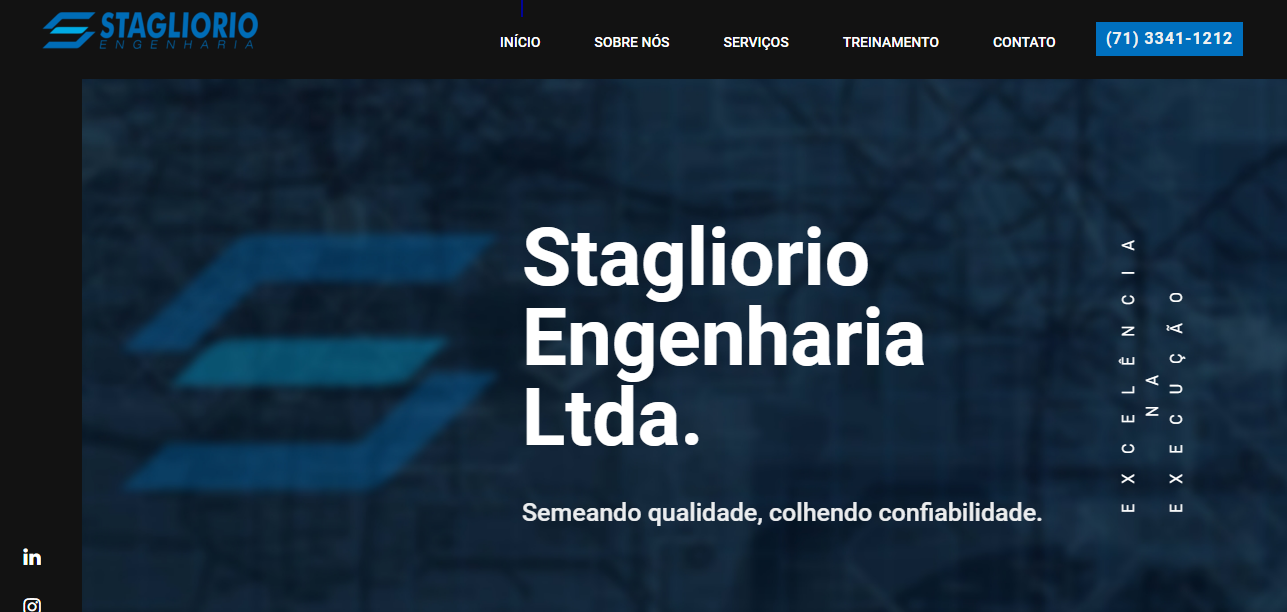 STAGLIORIO
ENGENHARIA
INÍCIO
SOBRE NÓS
SERVIÇOS
TREINAMENTO
CONTATO
(71) 3341-1212
Stagliorio
Engenharia
Ltda.
Semeando qualidade, colhendo confiabilidade.
EXCELÊNCIA
NA
EXECUÇÃO
in